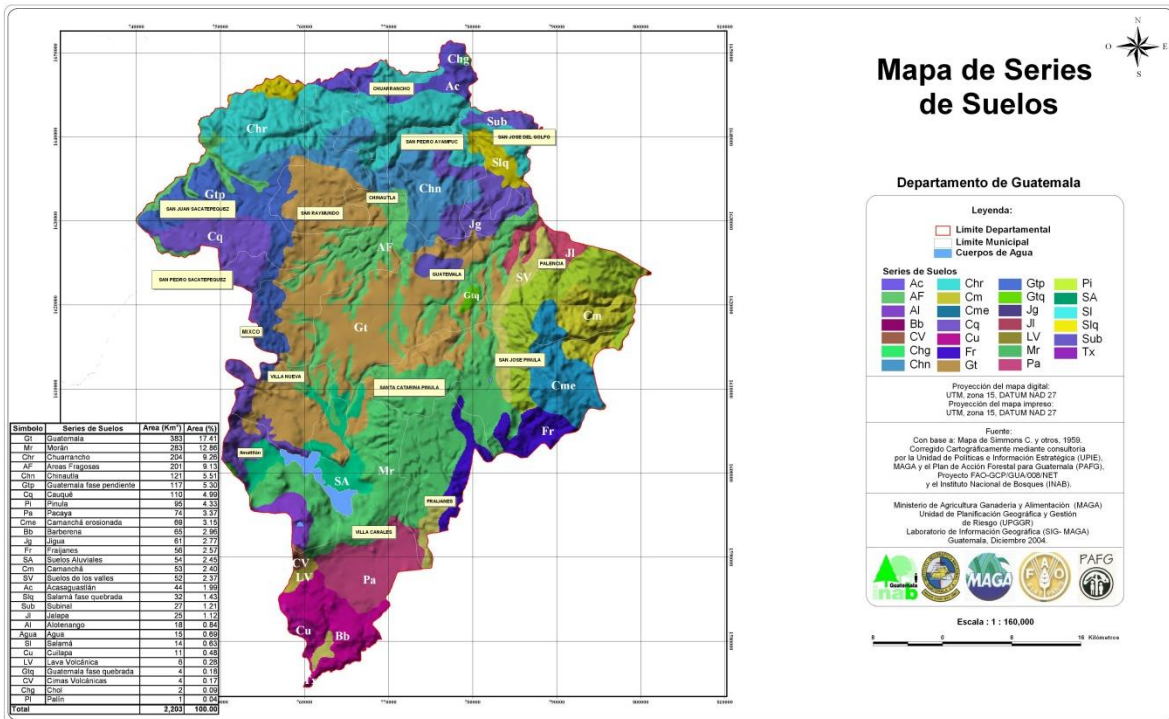 Mapa de Series
de Suelos
N
O
E
S
Departamento de Guatemala
Leyenda:
Límite Departamental
Límite Municipal
Cuerpos de Agua
Series de Suelos
Ac
AF
Al
Bb
CV
Chg
Chn
Chr
Cm
Cme
Cq
Cu
Fr
Gt
Gtp
Gtq
Jg
Jl
LV
Mr
Pa
Pi
SA
Sl
Slq
Sub
Tx
Proyección del mapa digital:
UTM, zona 15, DATUM NAD 27
Proyección del mapa impreso:
UTM, zona 15, DATUM NAD 27
Fuente:
Con base a: Mapa de Simmons C. y otros, 1959.
Corregido Cartográficamente mediante consultoria
por la Unidad de Políticas e Información Estratégica (UPIE),
MAGA y el Plan de Acción Forestal para Guatemala (PAFG),
Proyecto FAO-GCP/GUA/008/NET
y el Instituto Nacional de Bosques (INAB).
Ministerio de Agricultura Ganadería y Alimentación (MAGA)
Unidad de Planificación Geográfica y Gestión
de Riesgo (UPGGR)
Laboratorio de Información Geográfica (SIG- MAGA)
Guatemala, Diciembre 2004.
Guatemala
inab
MAGA
FAO
PAFG
Escala : 1 : 160,000
8 0 8 16 Kilómetros
Chg
CHUARRANCHO
Ac
Chr
Sub
SAN JOSE DEL GOLFO
SAN PEDRO AYAMPUC
Slq
Gtp
CHINAUTLA
Chn
SAN JUAN SACATEPEQUEZ
SAN RAYMUNDO
Jg
Cq
AF
Jl
PALENCIA
SV
GUATEMALA
SAN PEDRO SACATEPEQUEZ
Gtq
Cm
MIXCO
Gt
SAN JOSE PINULA
VILLA NUEVA
SANTA CATARINA PINULA
Cme
Fr
Amatitlán
Mr
SA
FRAIJANES
VILLA CANALES
CV
LV
Pa
Cu
Bb
Símbolo Series de Suelos Area (Km²) Area (%)
Gt Guatemala 383 17.41
Mr Morán 283 12.86
Chr Chuarrancho 204 9.26
AF Areas Fragosas 201 9.13
Chn Chinautla 121 5.51
Gtp Guatemala fase pendiente 117 5.30
Cq Cauqué 110 4.99
Pi Pinula 95 4.33
Pa Pacaya 74 3.37
Cme Camanchá erosionada 69 3.15
Bb Barberena 65 2.96
Jg Jigua 61 2.77
Fr Fraijanes 56 2.57
SA Suelos Aluviales 54 2.45
Cm Camanchá 53 2.40
SV Suelos de los valles 52 2.37
Ac Acasaguastlán 44 1.99
Slq Salamá fase quebrada 32 1.43
Sub Subinal 27 1.21
Jl Jalapa 25 1.12
Al Alotenango 18 0.84
Agua Agua 15 0.69
Sl Salamá 14 0.63
Cu Cuilapa 11 0.48
LV Lava Volcánica 6 0.28
Gtq Guatemala fase quebrada 4 0.18
CV Cimas Volcánicas 4 0.17
Chg Chol 2 0.09
Pl Palín 1 0.04
Total 2,203 100.00